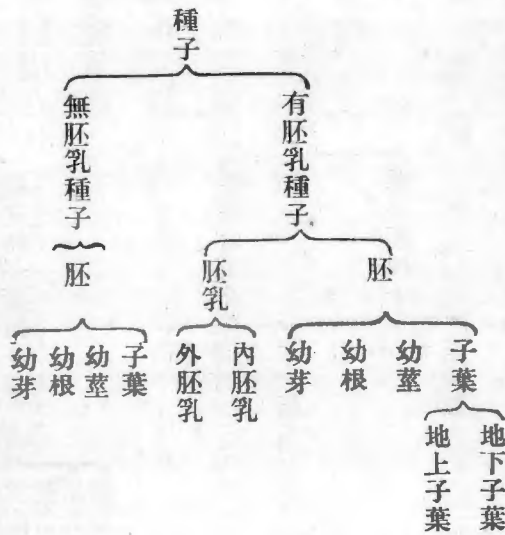 種子
有胚乳種子
無胚乳種子
胚
胚乳
胚
子葉
幼莖
幼根
幼芽
內胚乳
外胚乳
子葉
幼莖
幼根
幼芽
地下子葉
地上子葉